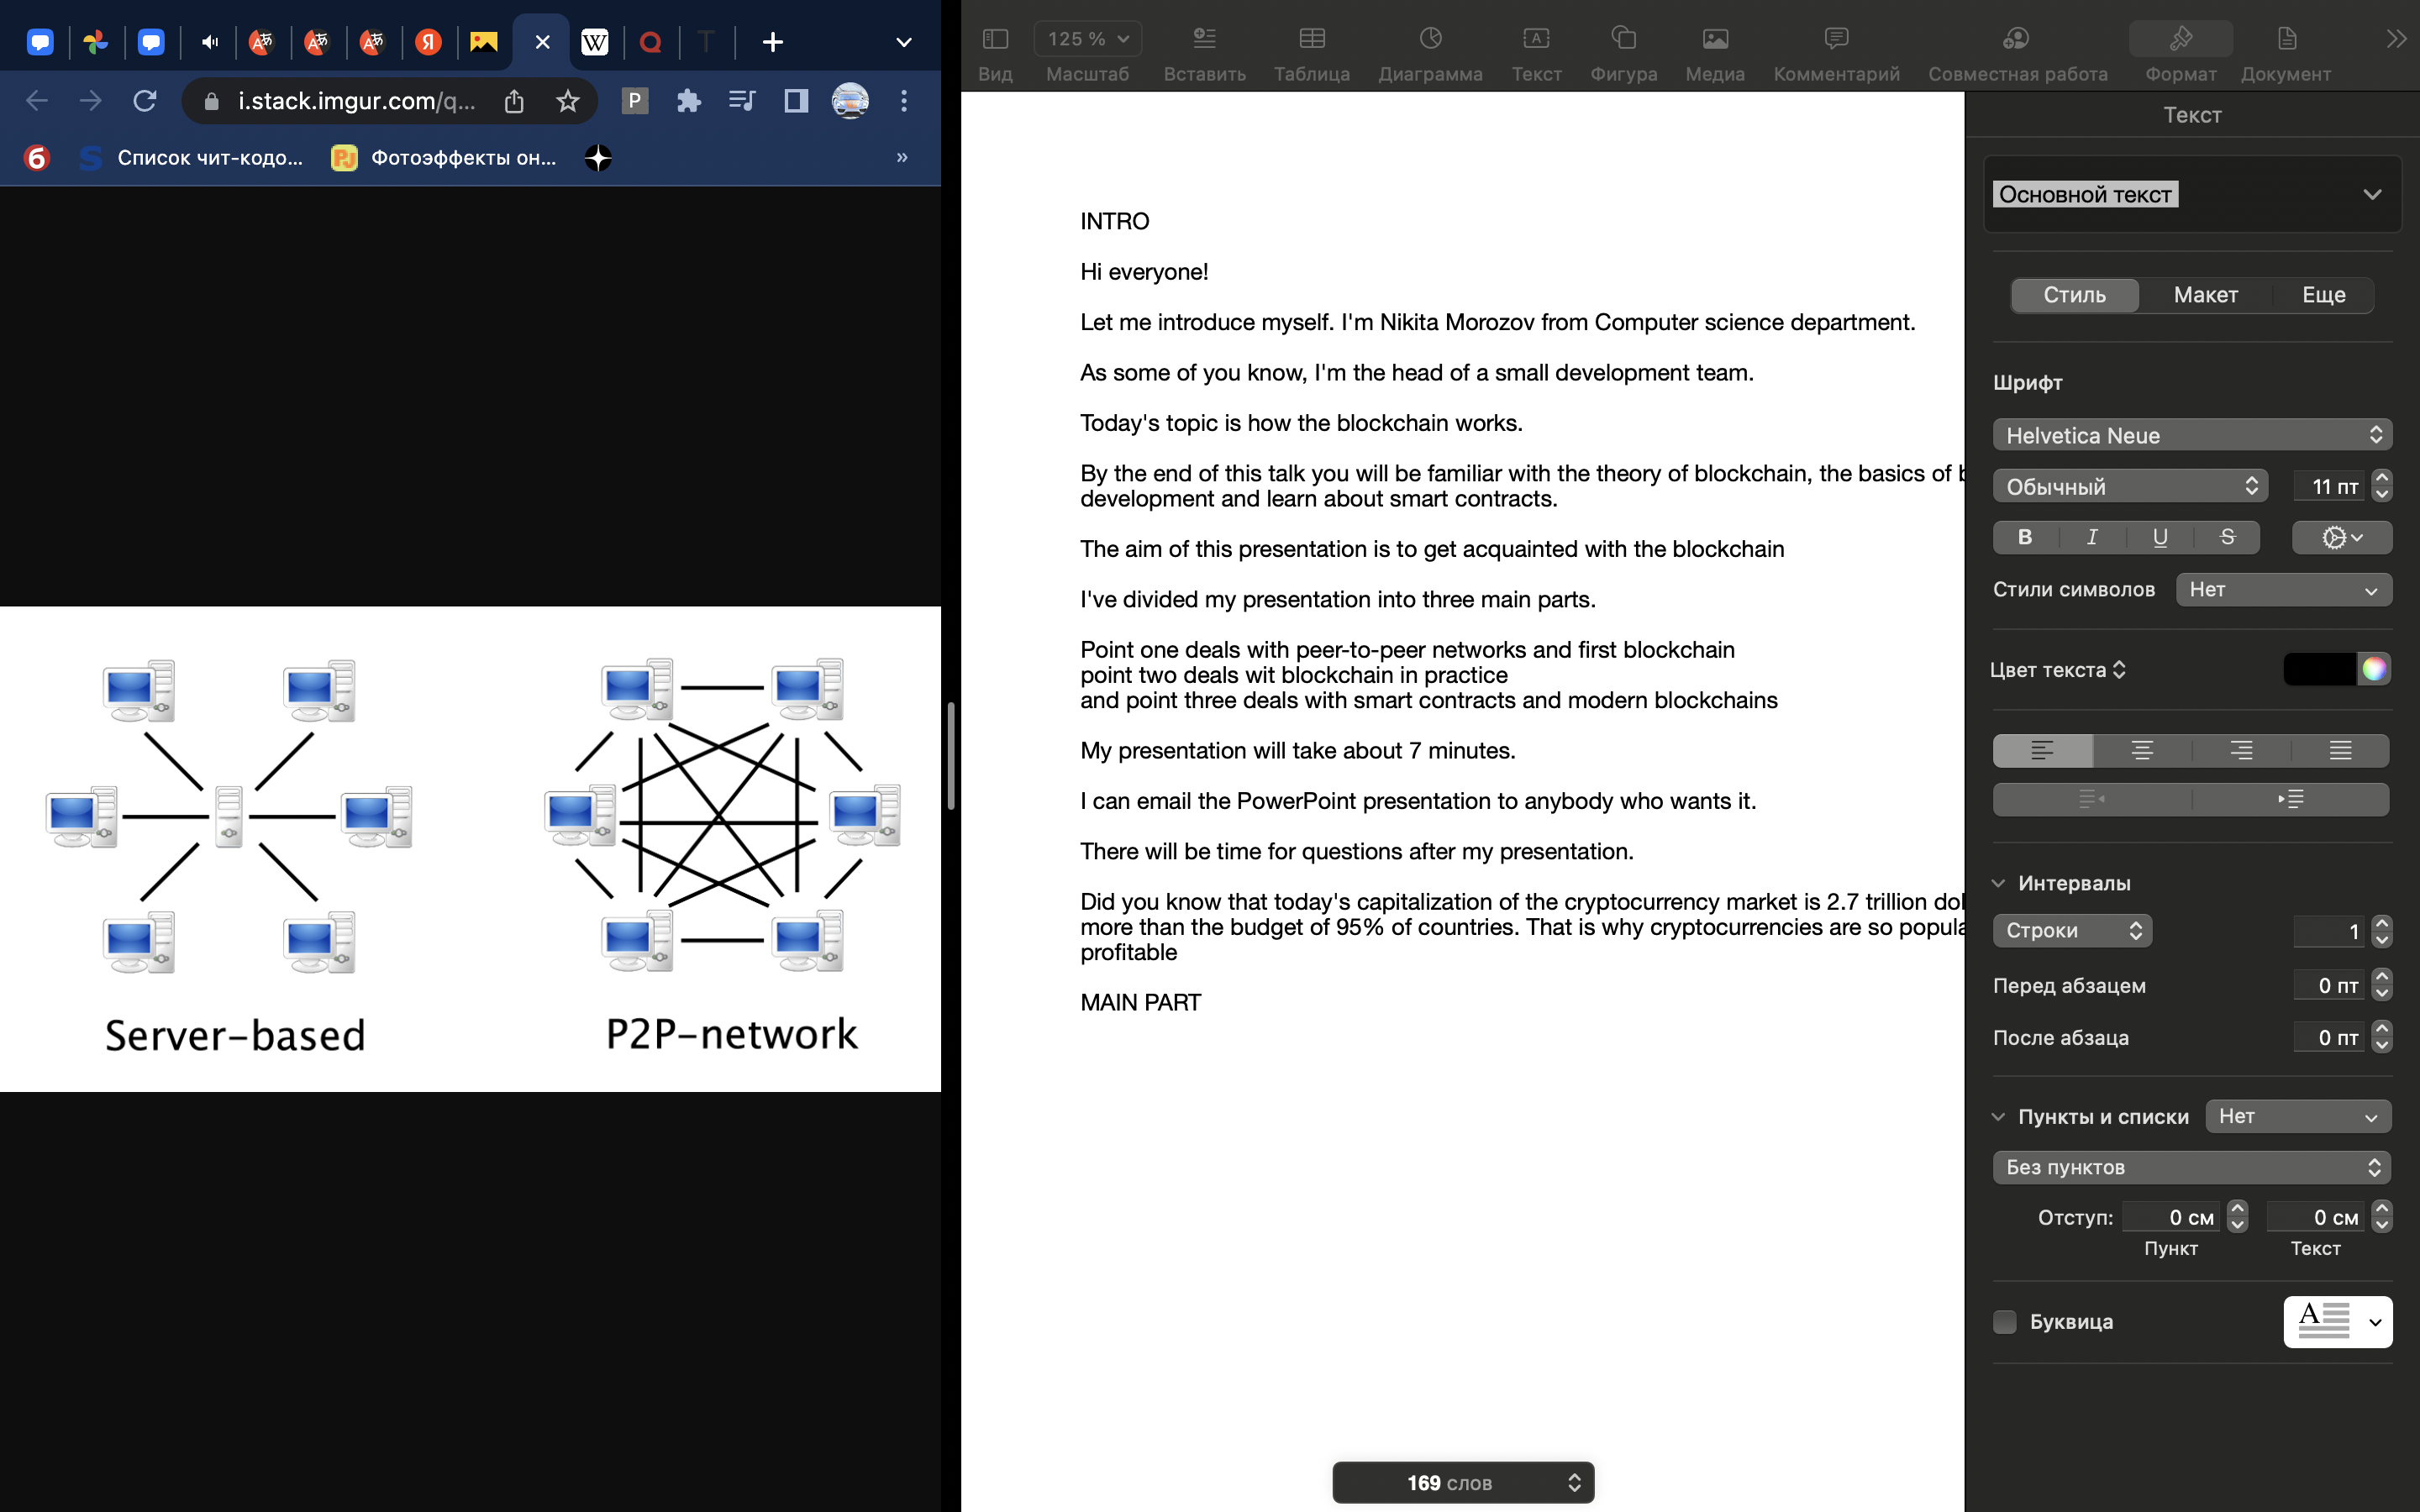 i.stack.imgur.com/q...
Список чит-кодо...
Фотоэффекты он...
»
Server-based
P2P-network
125 %
Вид
Масштаб
Вставить
Таблица
Диаграмма
Текст
Фигура
Медиа
Комментарий
Совместная работа
Формат
Документ
INTRO
Hi everyone!
Let me introduce myself. I'm Nikita Morozov from Computer science department.
As some of you know, I'm the head of a small development team.
Today's topic is how the blockchain works.
By the end of this talk you will be familiar with the theory of blockchain, the basics of
development and learn about smart contracts.
The aim of this presentation is to get acquainted with the blockchain
I've divided my presentation into three main parts.
Point one deals with peer-to-peer networks and first blockchain
point two deals wit blockchain in practice
and point three deals with smart contracts and modern blockchains
My presentation will take about 7 minutes.
I can email the PowerPoint presentation to anybody who wants it.
There will be time for questions after my presentation.
Did you know that today's capitalization of the cryptocurrency market is 2.7 trillion dol
more than the budget of 95% of countries. That is why cryptocurrencies are so popula
profitable
MAIN PART
169 слов
Текст
Основной текст
Стиль
Макет
Еще
Шрифт
Helvetica Neue
Обычный
11 пт
B I U S
Стили символов
Нет
Цвет текста
Интервалы
Строки
1
Перед абзацем
0 пт
После абзаца
0 пт
Пункты и списки
Нет
Без пунктов
Отступ:
0 см
0 см
Пункт
Текст
Буквица
A